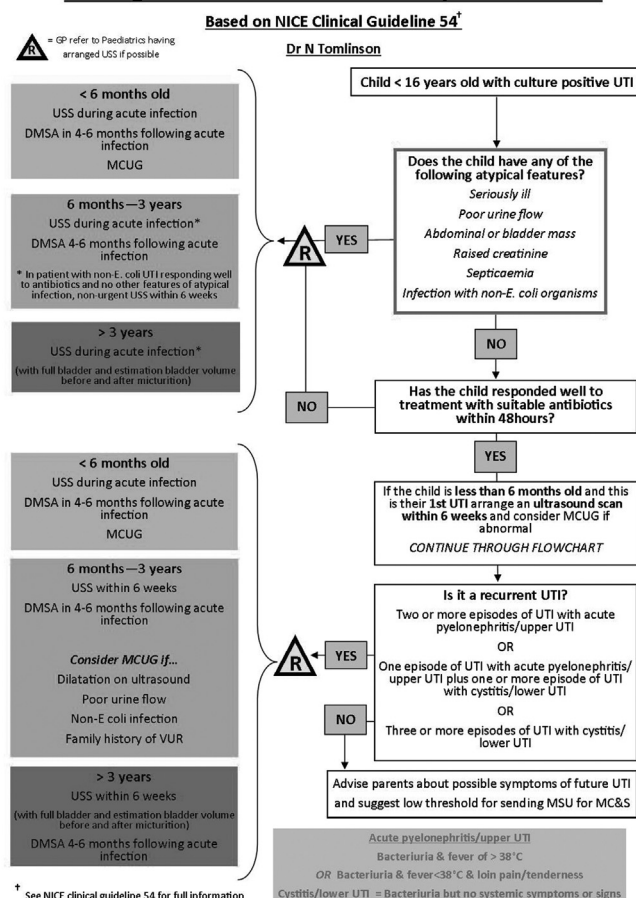 Based on NICE Clinical Guideline 54†
Dr N Tomlinson
R
= GP refer to Paediatrics having
arranged USS if possible
Child < 16 years old with culture positive UTI
Does the child have any of the
following atypical features?
Seriously ill
Poor urine flow
Abdominal or bladder mass
Raised creatinine
Septicaemia
Infection with non-E. coli organisms
YES
R
< 6 months old
USS during acute infection
DMSA in 4-6 months following acute
infection
MCUG
6 months—3 years
USS during acute infection*
DMSA 4-6 months following acute
infection
* In patient with non-E. coli UTI responding well
to antibiotics and no other features of atypical
infection, non-urgent USS within 6 weeks
> 3 years
USS during acute infection*
(with full bladder and estimation bladder volume
before and after micturition)
NO
Has the child responded well to
treatment with suitable antibiotics
within 48hours?
NO
YES
If the child is less than 6 months old and this
is their 1st UTI arrange an ultrasound scan
within 6 weeks and consider MCUG if
abnormal
CONTINUE THROUGH FLOWCHART
Is it a recurrent UTI?
Two or more episodes of UTI with acute
pyelonephritis/upper UTI
OR
One episode of UTI with acute pyelonephritis/
upper UTI plus one or more episode of UTI
with cystitis/lower UTI
OR
Three or more episodes of UTI with cystitis/
lower UTI
YES
R
< 6 months old
USS during acute infection
DMSA in 4-6 months following acute
infection
MCUG
6 months—3 years
USS within 6 weeks
DMSA in 4-6 months following acute
infection
Consider MCUG if…
Dilatation on ultrasound
Poor urine flow
Non-E coli infection
Family history of VUR
> 3 years
USS within 6 weeks
(with full bladder and estimation bladder volume
before and after micturition)
DMSA 4-6 months following acute
infection
NO
Advise parents about possible symptoms of future UTI
and suggest low threshold for sending MSU for MC&S
Acute pyelonephritis/upper UTI
Bacteriuria & fever of > 38°C
OR Bacteriuria & fever<38°C & loin pain/tenderness
Cystitis/lower UTI = Bacteriuria but no systemic symptoms or signs
† See NICE clinical guideline 54 for full information